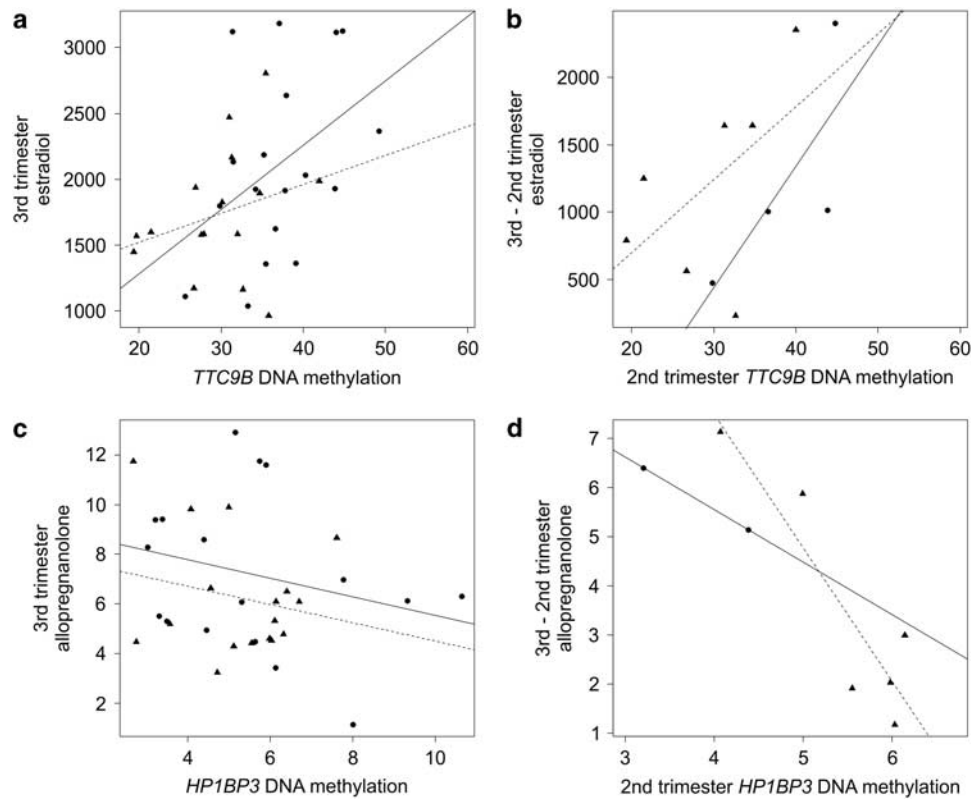 a
3rd trimester
estradiol
3000
2500
2000
1500
1000
20 30 40 50 60
TTC9B DNA methylation
b
3rd - 2nd trimester
estradiol
2000
1500
1000
500
20 30 40 50 60
2nd trimester TTC9B DNA methylation
c
3rd trimester
allopregnanolone
12
10
8
6
4
2
4 6 8 10
HP1BP3 DNA methylation
d
3rd - 2nd trimester
allopregnanolone
7
6
5
4
3
2
1
3 4 5 6
2nd trimester HP1BP3 DNA methylation